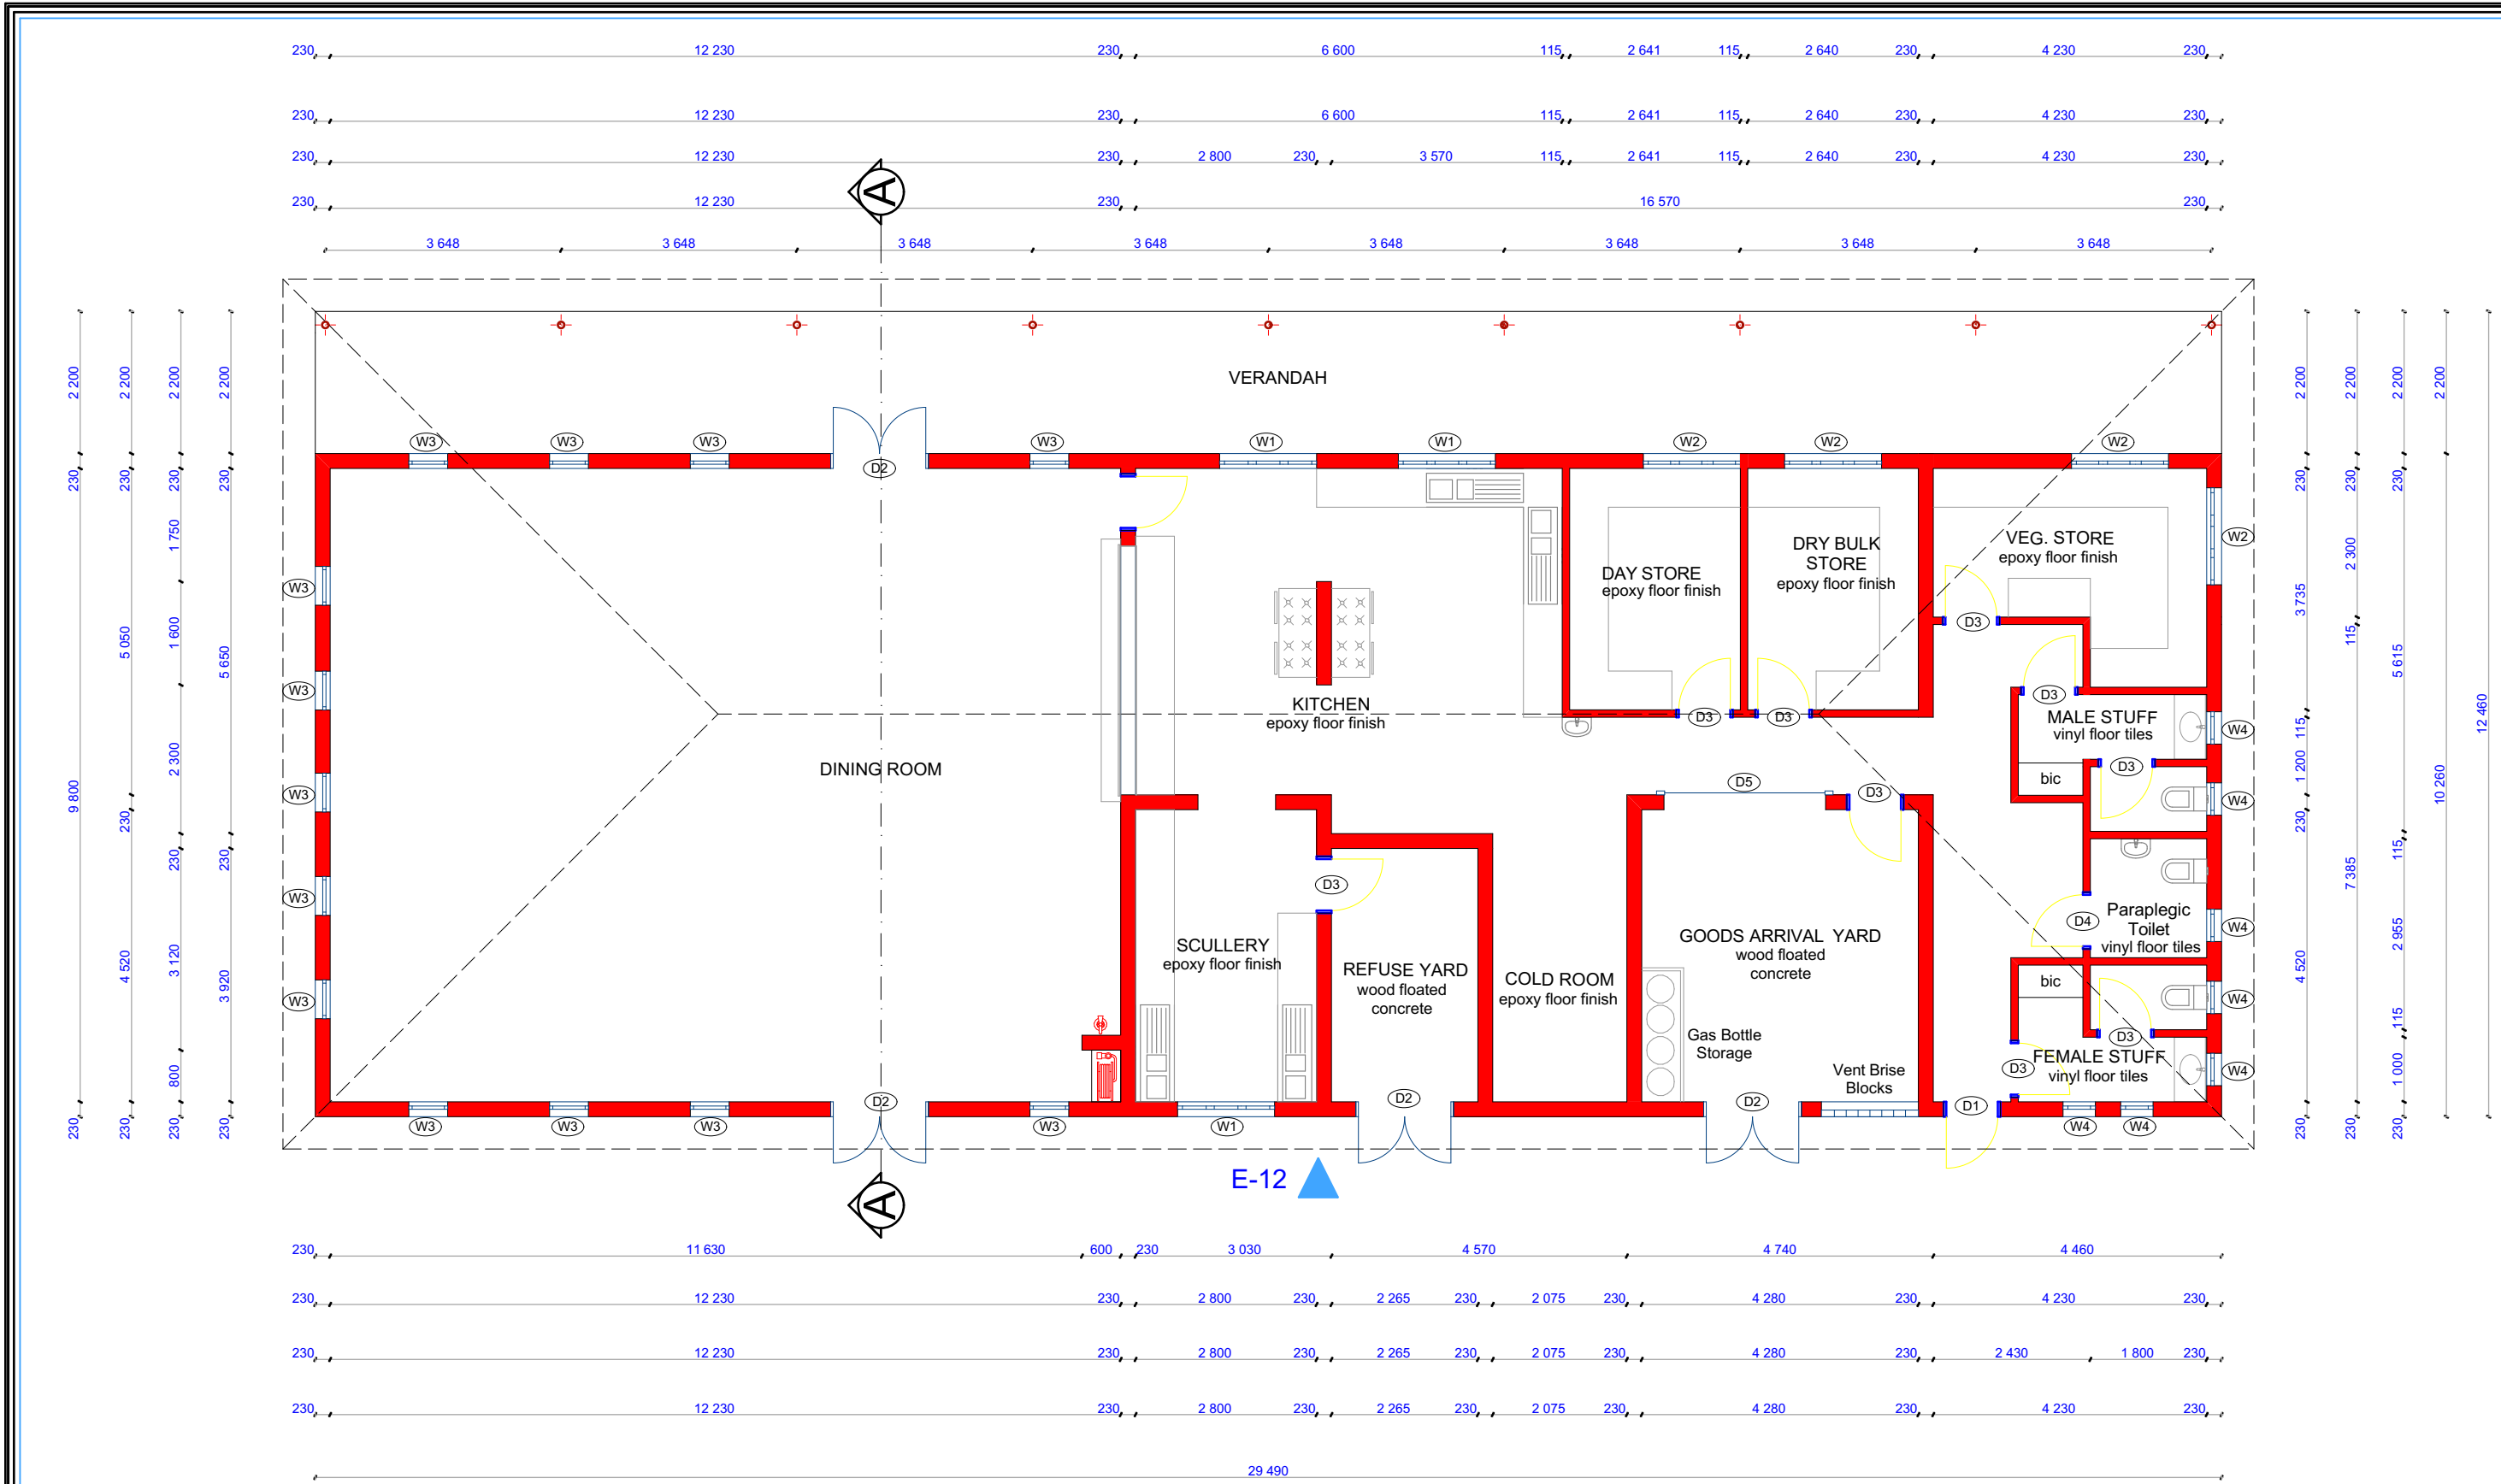 230 12 230 230 6 600 115 2 641 115 2 640 230 4 230 230
230 12 230 230 6 600 115 2 641 115 2 640 230 4 230 230
230 12 230 230 2 800 230 3 570 115 2 641 115 2 640 230 4 230 230
230 12 230 230 16 570 230
A
3 648 3 648 3 648 3 648 3 648 3 648 3 648 3 648
2 200 230 9 800 230
2 200 230 5 050 230 4 520 230
2 200 230 1 750 1 600 2 300 230 3 120 800 230
2 200 230 5 650 230 3 920 230
VERANDAH
W3 W3 W3 W3 W1 W1 W2 W2 W2
D2
W3
W3
W3
W3
W3
DINING ROOM
KITCHEN
epoxy floor finish
DAY STORE
epoxy floor finish
DRY BULK
STORE
epoxy floor finish
VEG. STORE
epoxy floor finish
W2
D3
D3
D3
D3
MALE STUFF
vinyl floor tiles
W4
bic
D3
W4
D5
D3
D3
SCULLERY
epoxy floor finish
REFUSE YARD
wood floated
concrete
COLD ROOM
epoxy floor finish
GOODS ARRIVAL YARD
wood floated
concrete
Gas Bottle
Storage
Vent Brise
Blocks
D4
Paraplegic
Toilet
vinyl floor tiles
W4
bic
W4
D3
D3
FEMALE STUFF
vinyl floor tiles
W4
D2 D2 D2 D1
W3 W3 W3 W3 W1 W4 W4
2 200 230 3 735 115 1 200 230 4 520 230
2 200 230 2 300 115 7 385 230
2 200 230 5 615 115 2 955 115 1 000 230
2 200 10 260
12 460
E-12
A
230 11 630 600 230 3 030 4 570 4 740 4 460
230 12 230 230 2 800 230 2 265 230 2 075 230 4 280 230 4 230 230
230 12 230 230 2 800 230 2 265 230 2 075 230 4 280 230 2 430 1 800 230
230 12 230 230 2 800 230 2 265 230 2 075 230 4 280 230 4 230 230
29 490